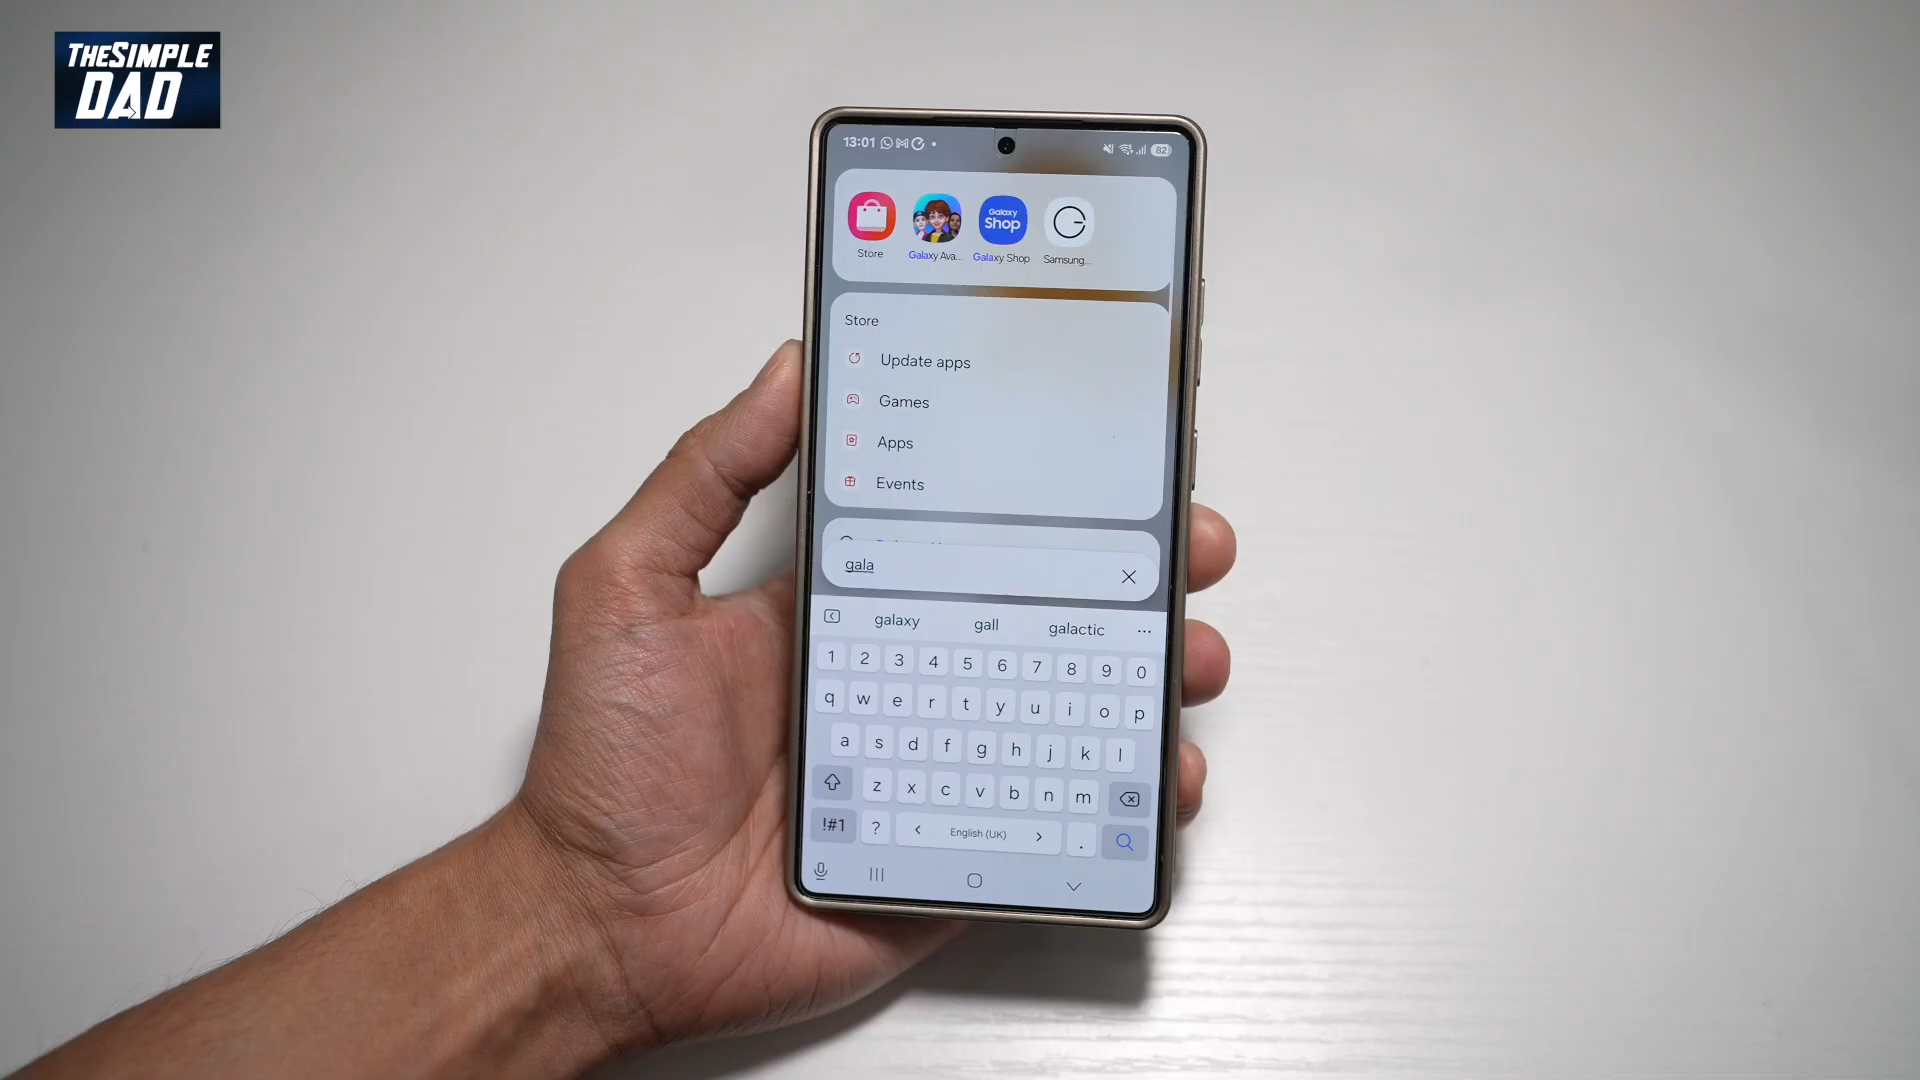 THESIMPLE
DAD
13:01
82
Galaxy
Shop
Store
Galaxy Ava...
Galaxy Shop
Samsung...
Store
Update apps
Games
Apps
Events
gala
galaxy gall galactic ...
1 2 3 4 5 6 7 8 9 0
q w e r t y u i o p
a s d f g h j k l
z x c v b n m
!#1 ? < English (UK) > .